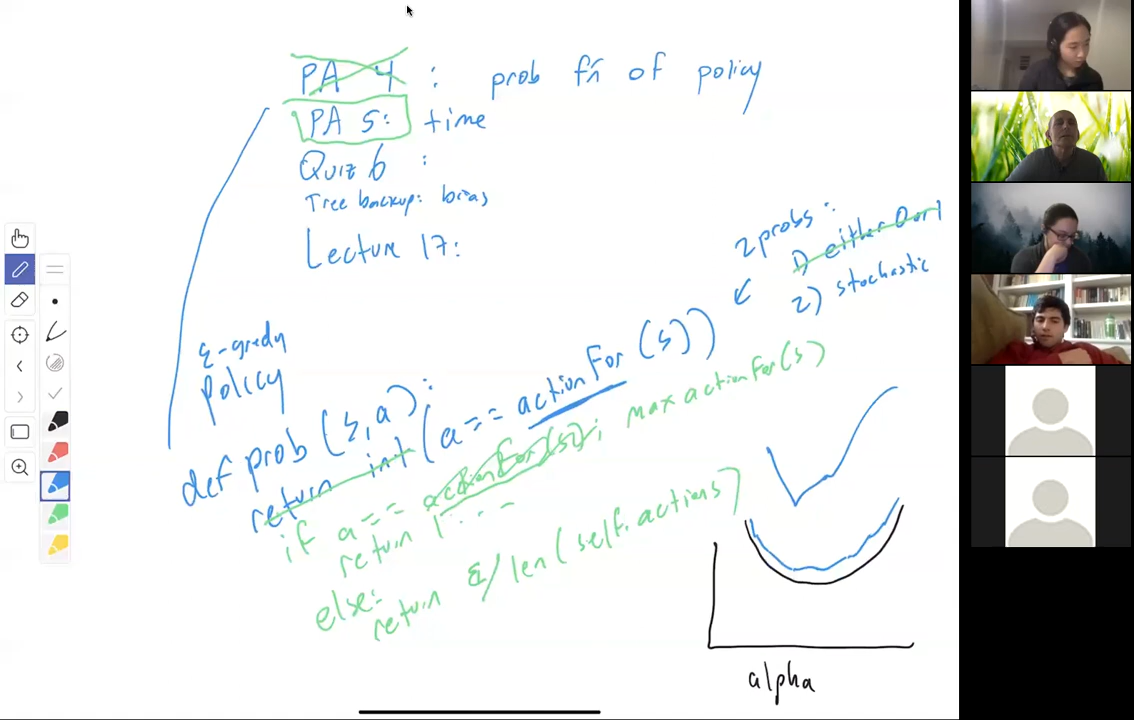 PA 4 : prob fn of policy
PA 5: time
Quiz 6 :
Tree backup: bias
Lecture 17:
2 probs:
1) either 0 or 1
2) stochastic
ε-greedy
Policy
def prob (s,a):
return int (a == actionFor (s))
if a == actionFor(s); max actionFor(s)
return 1 - - -
else:
return ε/len(self.actions)
alpha